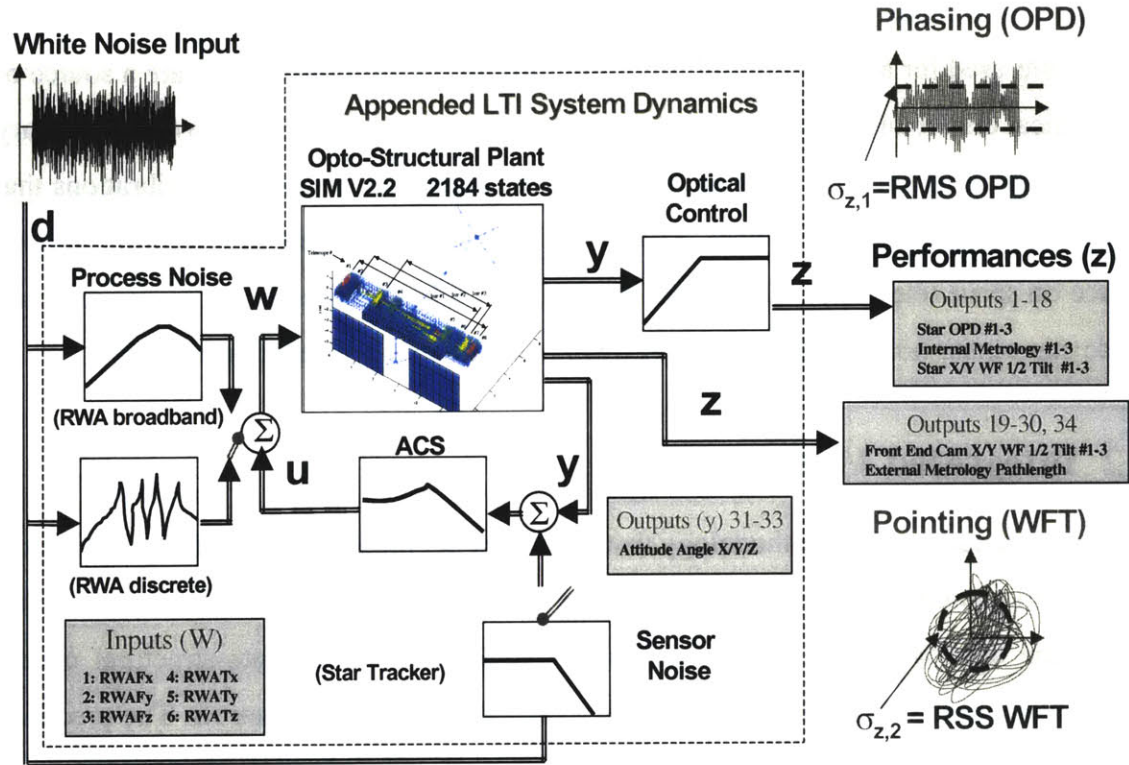 White Noise Input
Phasing (OPD)
σz,1=RMS OPD
Appended LTI System Dynamics
Opto-Structural Plant
SIM V2.2 2184 states
Optical
Control
d
Process Noise
(RWA broadband)
w
y
z
Performances (z)
Outputs 1-18
Star OPD #1-3
Internal Metrology #1-3
Star X/Y WF 1/2 Tilt #1-3
z
Outputs 19-30, 34
Front End Cam X/Y WF 1/2 Tilt #1-3
External Metrology Pathlength
Σ
u
ACS
y
Σ
(RWA discrete)
Outputs (y) 31-33
Attitude Angle X/Y/Z
Pointing (WFT)
σz,2 = RSS WFT
Inputs (W)
1: RWAFx 4: RWATx
2: RWAFy 5: RWATy
3: RWAFz 6: RWATz
(Star Tracker)
Sensor
Noise